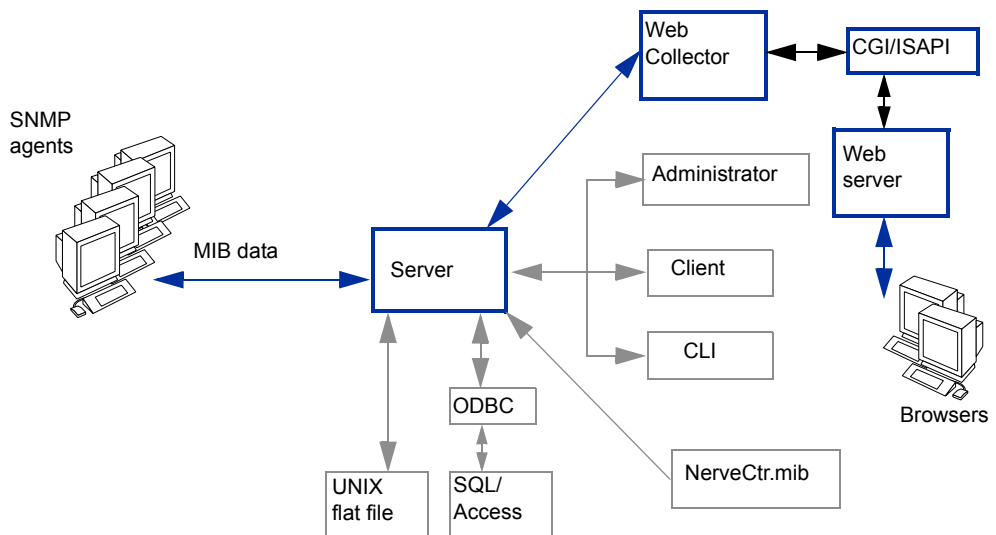 Web
Collector
CGI/ISAPI
SNMP
agents
Web
server
Administrator
MIB data
Server
Client
CLI
ODBC
Browsers
UNIX
flat file
SQL/
Access
NerveCtr.mib